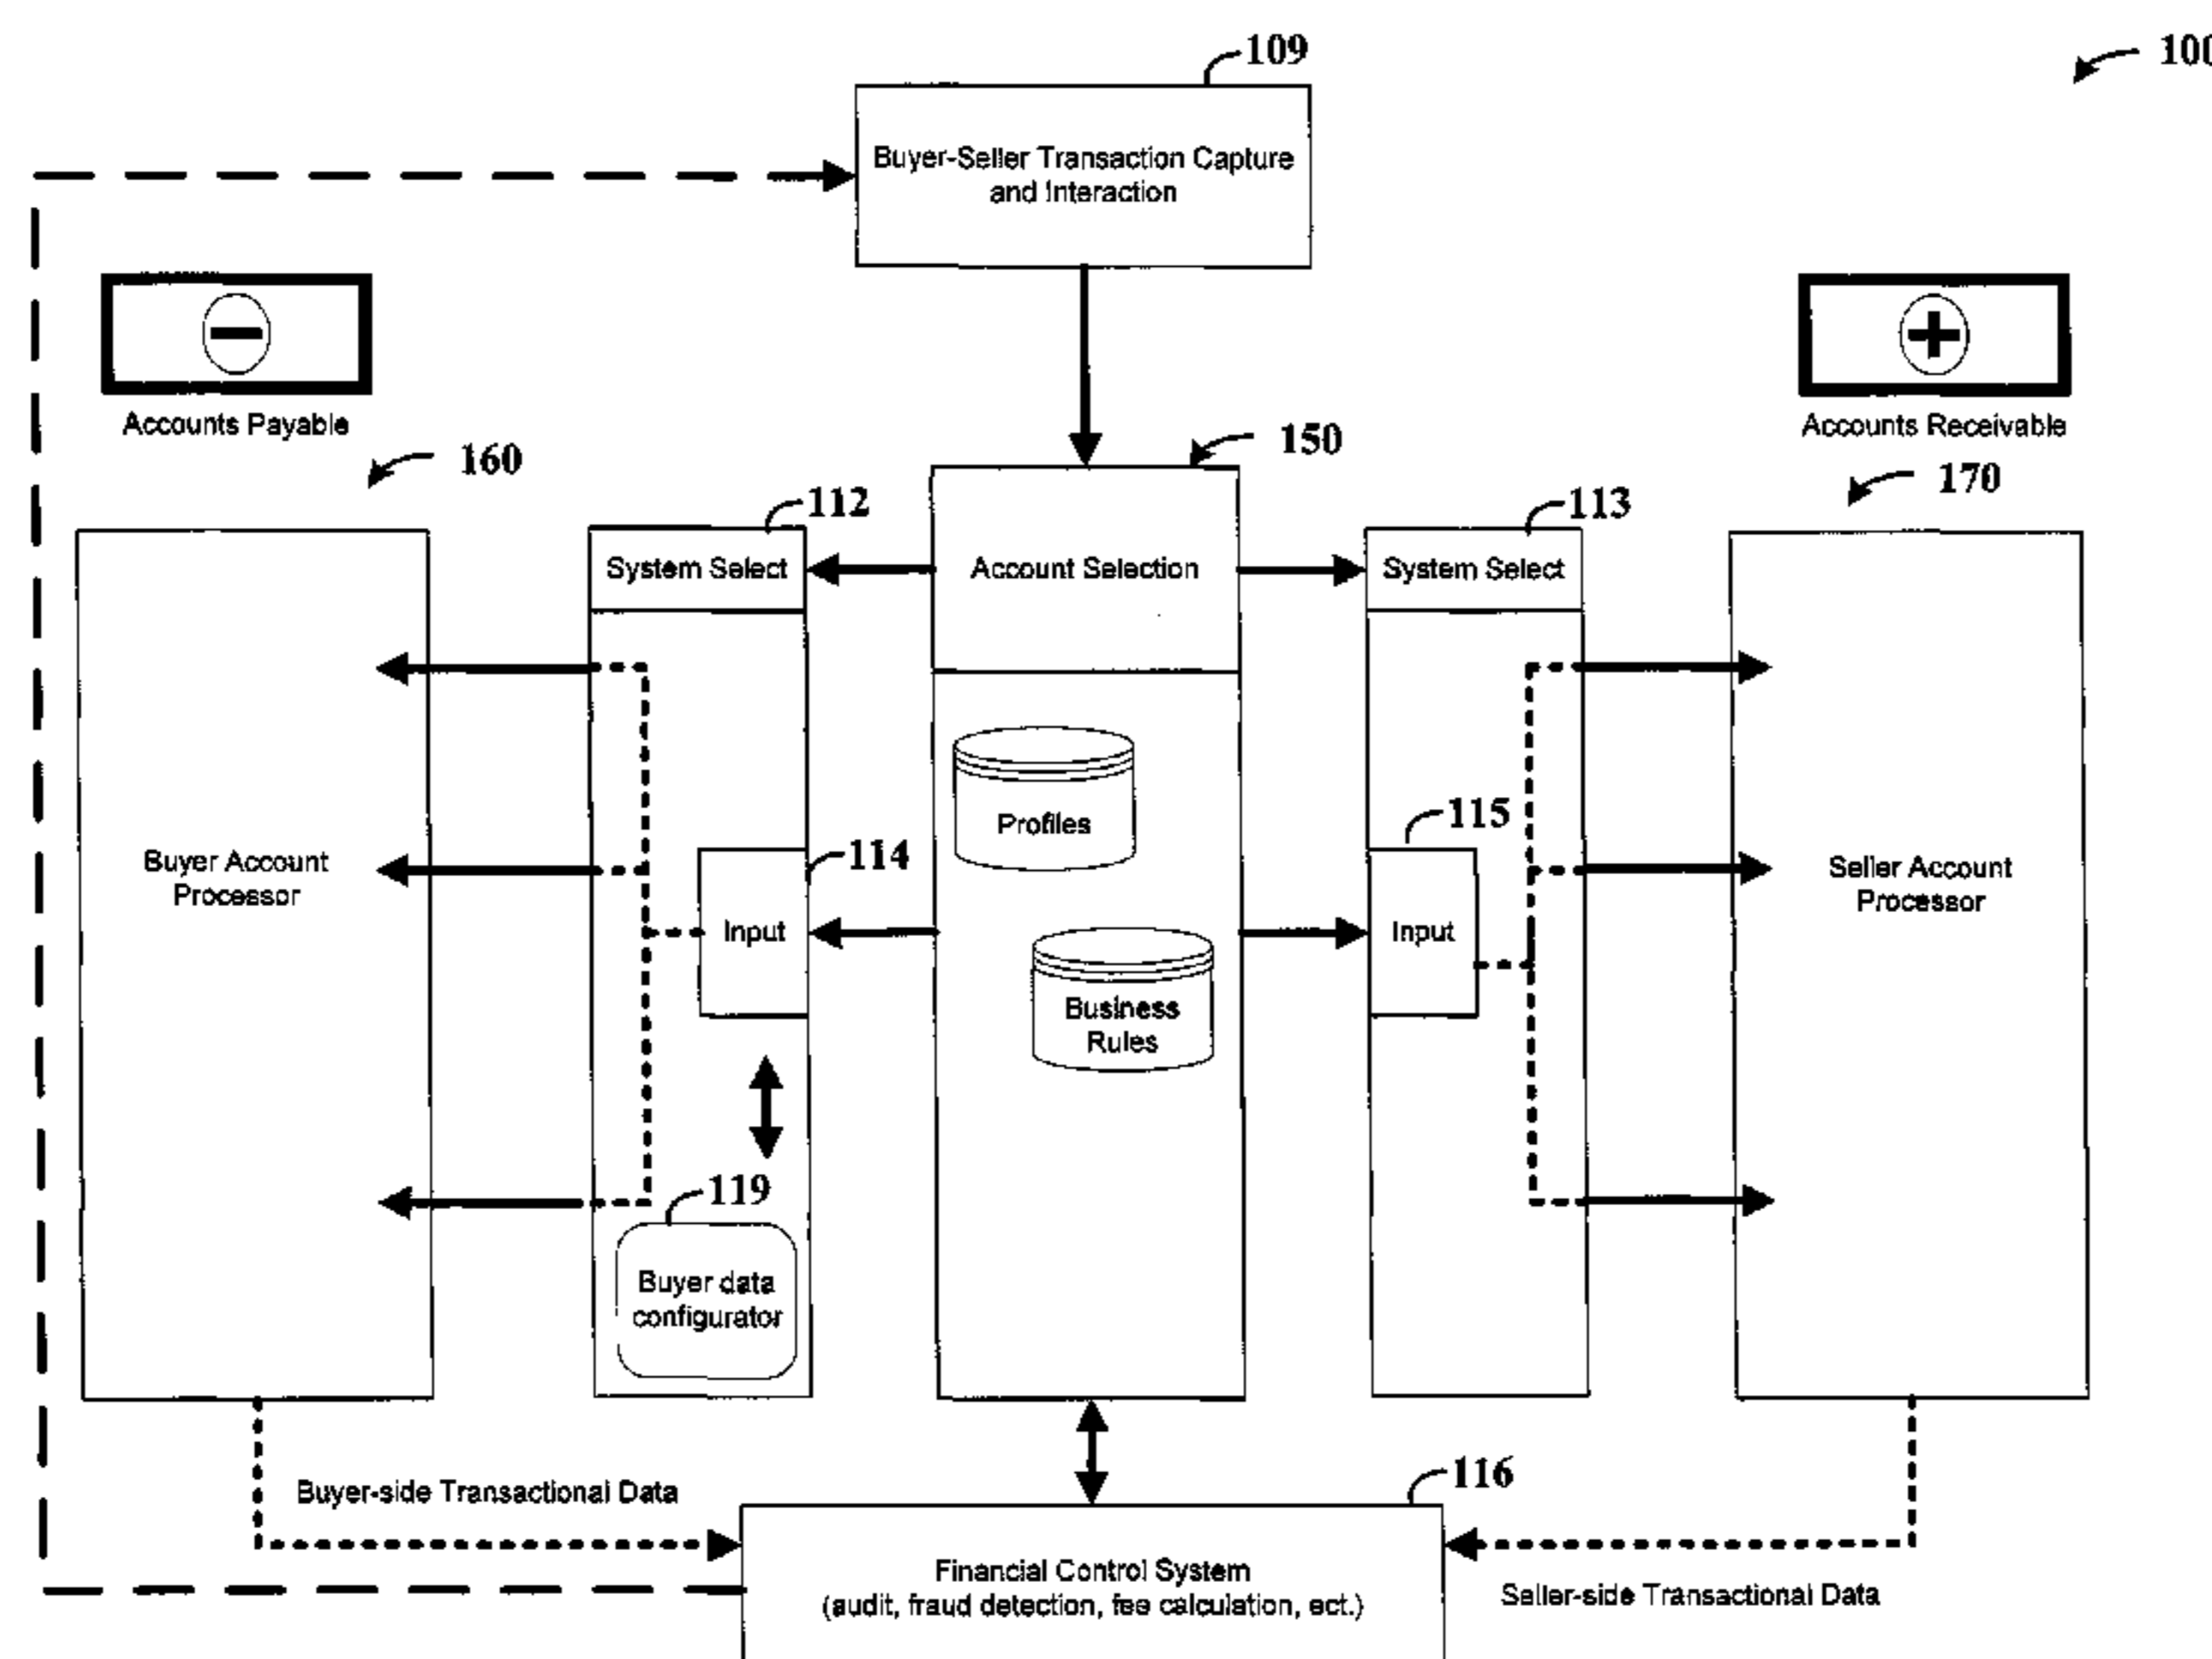 109
100
Buyer-Seller Transaction Capture
and Interaction
Accounts Payable
Accounts Receivable
150
160
170
112
113
System Select
Account Selection
System Select
Profiles
115
114
Buyer Account
Processor
Seller Account
Processor
Input
Input
Business
Rules
119
Buyer data
configurator
116
Buyer-side Transactional Data
Financial Control System
(audit, fraud detection, fee calculation, ect.)
Seller-side Transactional Data